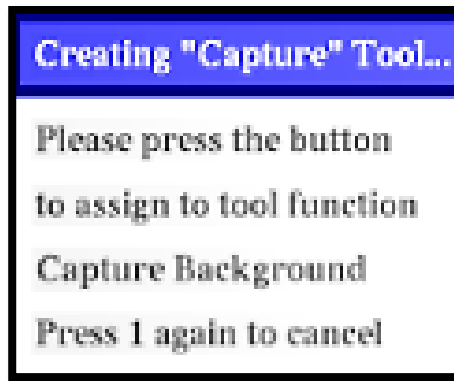 Creating "Capture" Tool...
Please press the button
to assign to tool function
Capture Background
Press 1 again to cancel